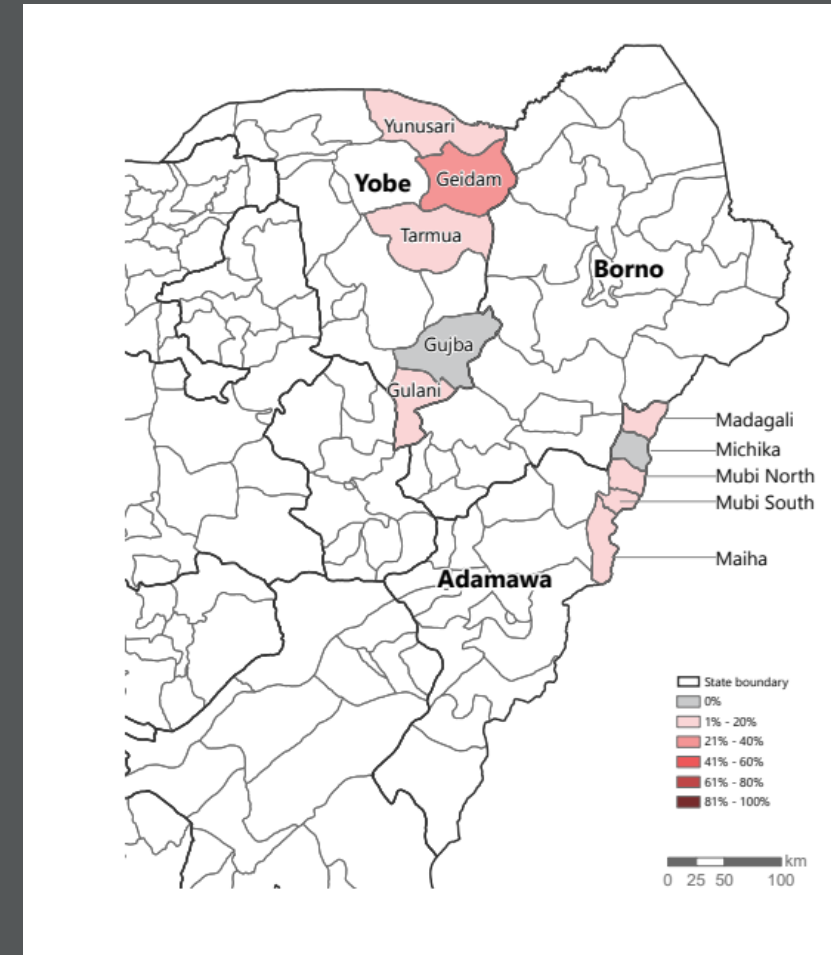 Yunusari
Yobe
Geidam
Tarmua
Borno
Gujba
Gulani
Madagali
Michika
Mubi North
Mubi South
Maiha
Adamawa
State boundary
0%
1% - 20%
21% - 40%
41% - 60%
61% - 80%
81% - 100%
km
0 25 50 100